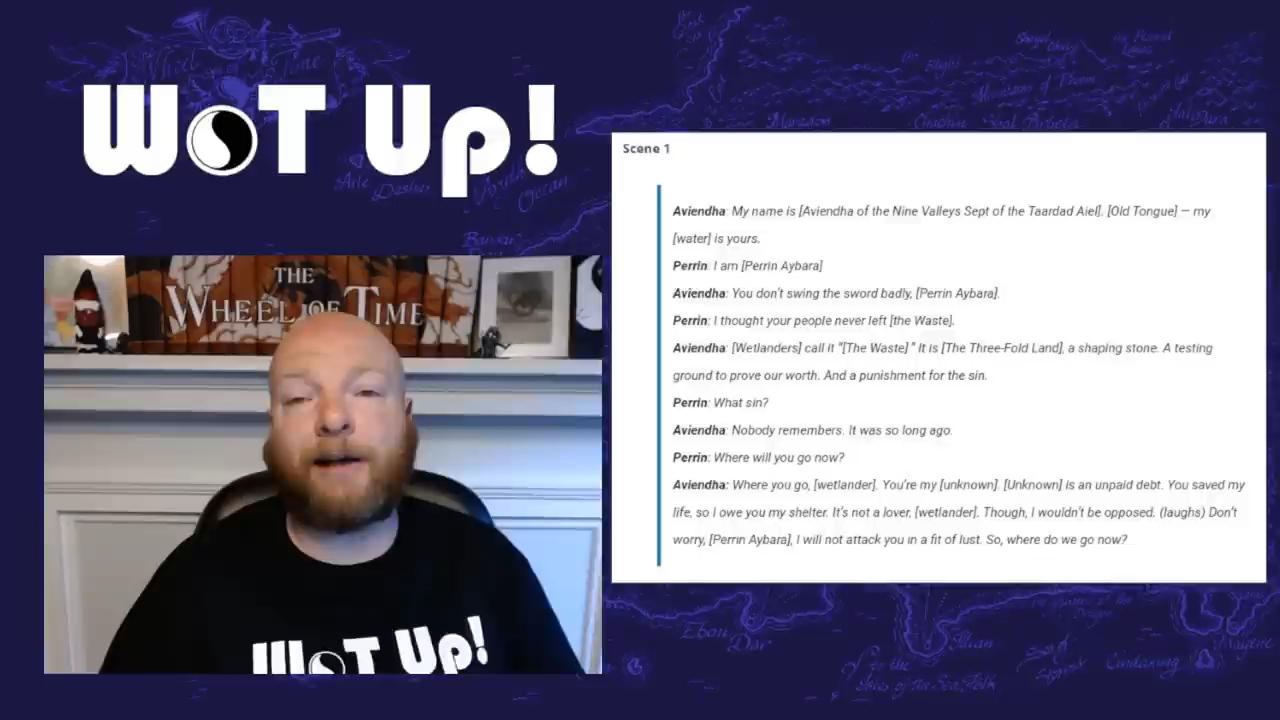 WoT Up!
Scene 1
Aviendha: My name is [Aviendha of the Nine Valleys Sept of the Taardad Aiel]. [Old Tongue] — my
[water] is yours.
Perrin: I am [Perrin Aybara]
Aviendha: You don't swing the sword badly, [Perrin Aybara].
Perrin: I thought your people never left [the Waste].
Aviendha: [Wetlanders] call it "[The Waste]" It is [The Three-Fold Land], a shaping stone. A testing
ground to prove our worth. And a punishment for the sin.
Perrin: What sin?
Aviendha: Nobody remembers. It was so long ago.
Perrin: Where will you go now?
Aviendha: Where you go, [wetlander]. You're my [unknown]. [Unknown] is an unpaid debt. You saved my
life, so I owe you my shelter. It's not a lover, [wetlander]. Though, I wouldn't be opposed. (laughs) Don't
worry, [Perrin Aybara], I will not attack you in a fit of lust. So, where do we go now?
THE
WHEEL OF TIME
WoT Up!
Ebou
Dar